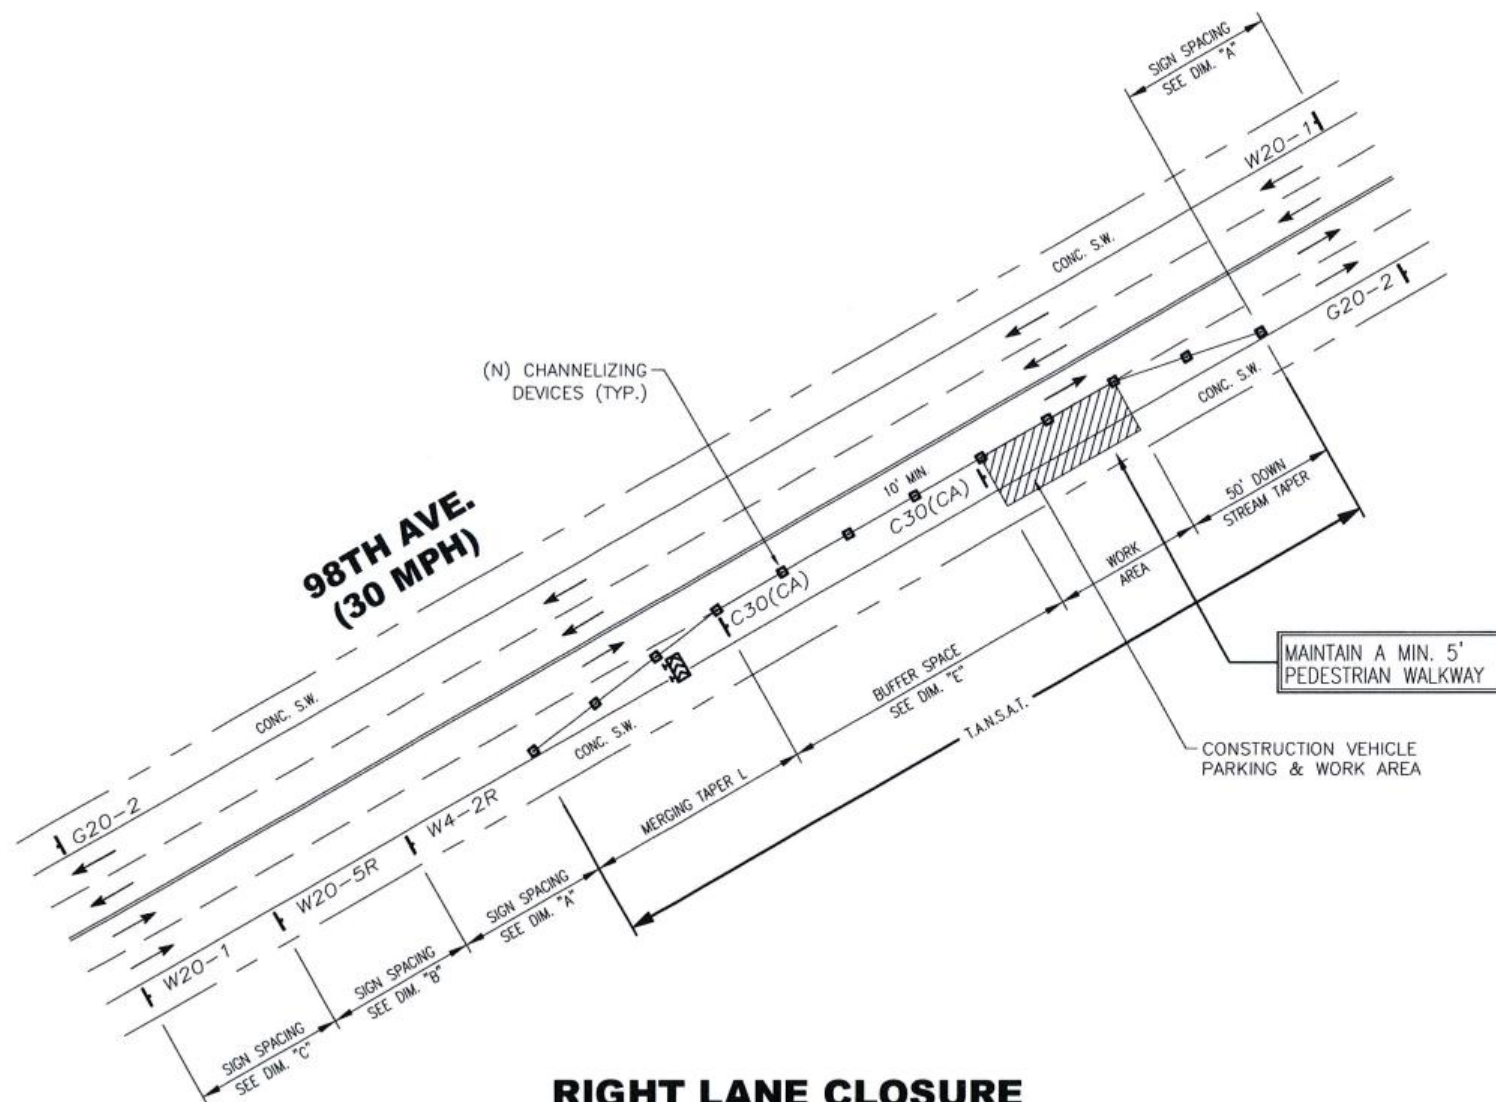 SIGN SPACING
SEE DIM. "A"
W20-1
CONC. S.W.
G20-2
(N) CHANNELIZING
DEVICES (TYP.)
CONC. S.W.
10' MIN.
C30(CA)
50' DOWN
STREAM TAPER
98TH AVE.
(30 MPH)
WORK
AREA
C30(CA)
MAINTAIN A MIN. 5'
PEDESTRIAN WALKWAY
BUFFER SPACE
SEE DIM. "E"
CONC. S.W.
CONC. S.W.
T.A.N.S.A.T.
CONSTRUCTION VEHICLE
PARKING & WORK AREA
MERGING TAPER L
G20-2
W4-2R
W20-5R
SIGN SPACING
SEE DIM. "A"
W20-1
SIGN SPACING
SEE DIM. "B"
SIGN SPACING
SEE DIM. "C"
RIGHT LANE CLOSURE